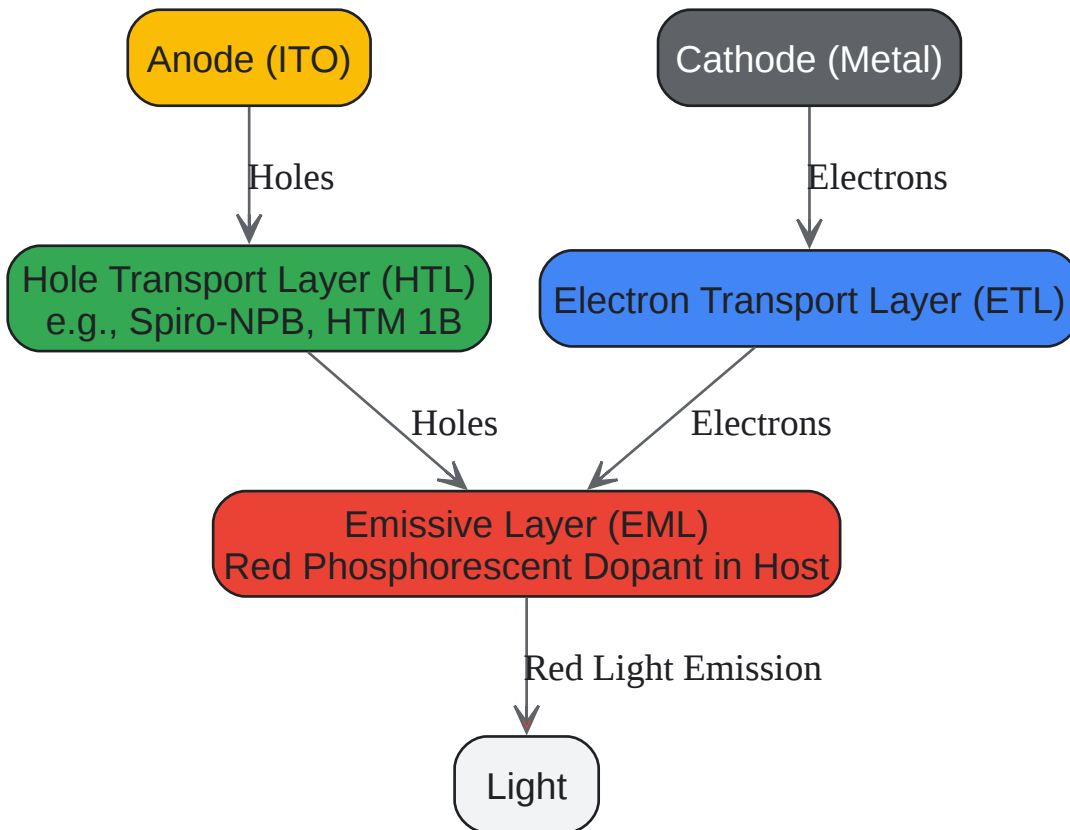 Anode (ITO)
Cathode (Metal)
Holes
Electrons
Hole Transport Layer (HTL)
e.g., Spiro-NPB, HTM 1B
Electron Transport Layer (ETL)
Holes
Electrons
Emissive Layer (EML)
Red Phosphorescent Dopant in Host
Red Light Emission
Light